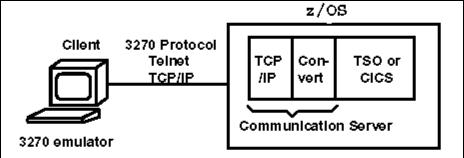 z/OS
Client
3270 Protocol
Telnet
TCP/IP
3270 emulator
TCP
/IP
Con-
vert
TSO or
CICS
Communication Server